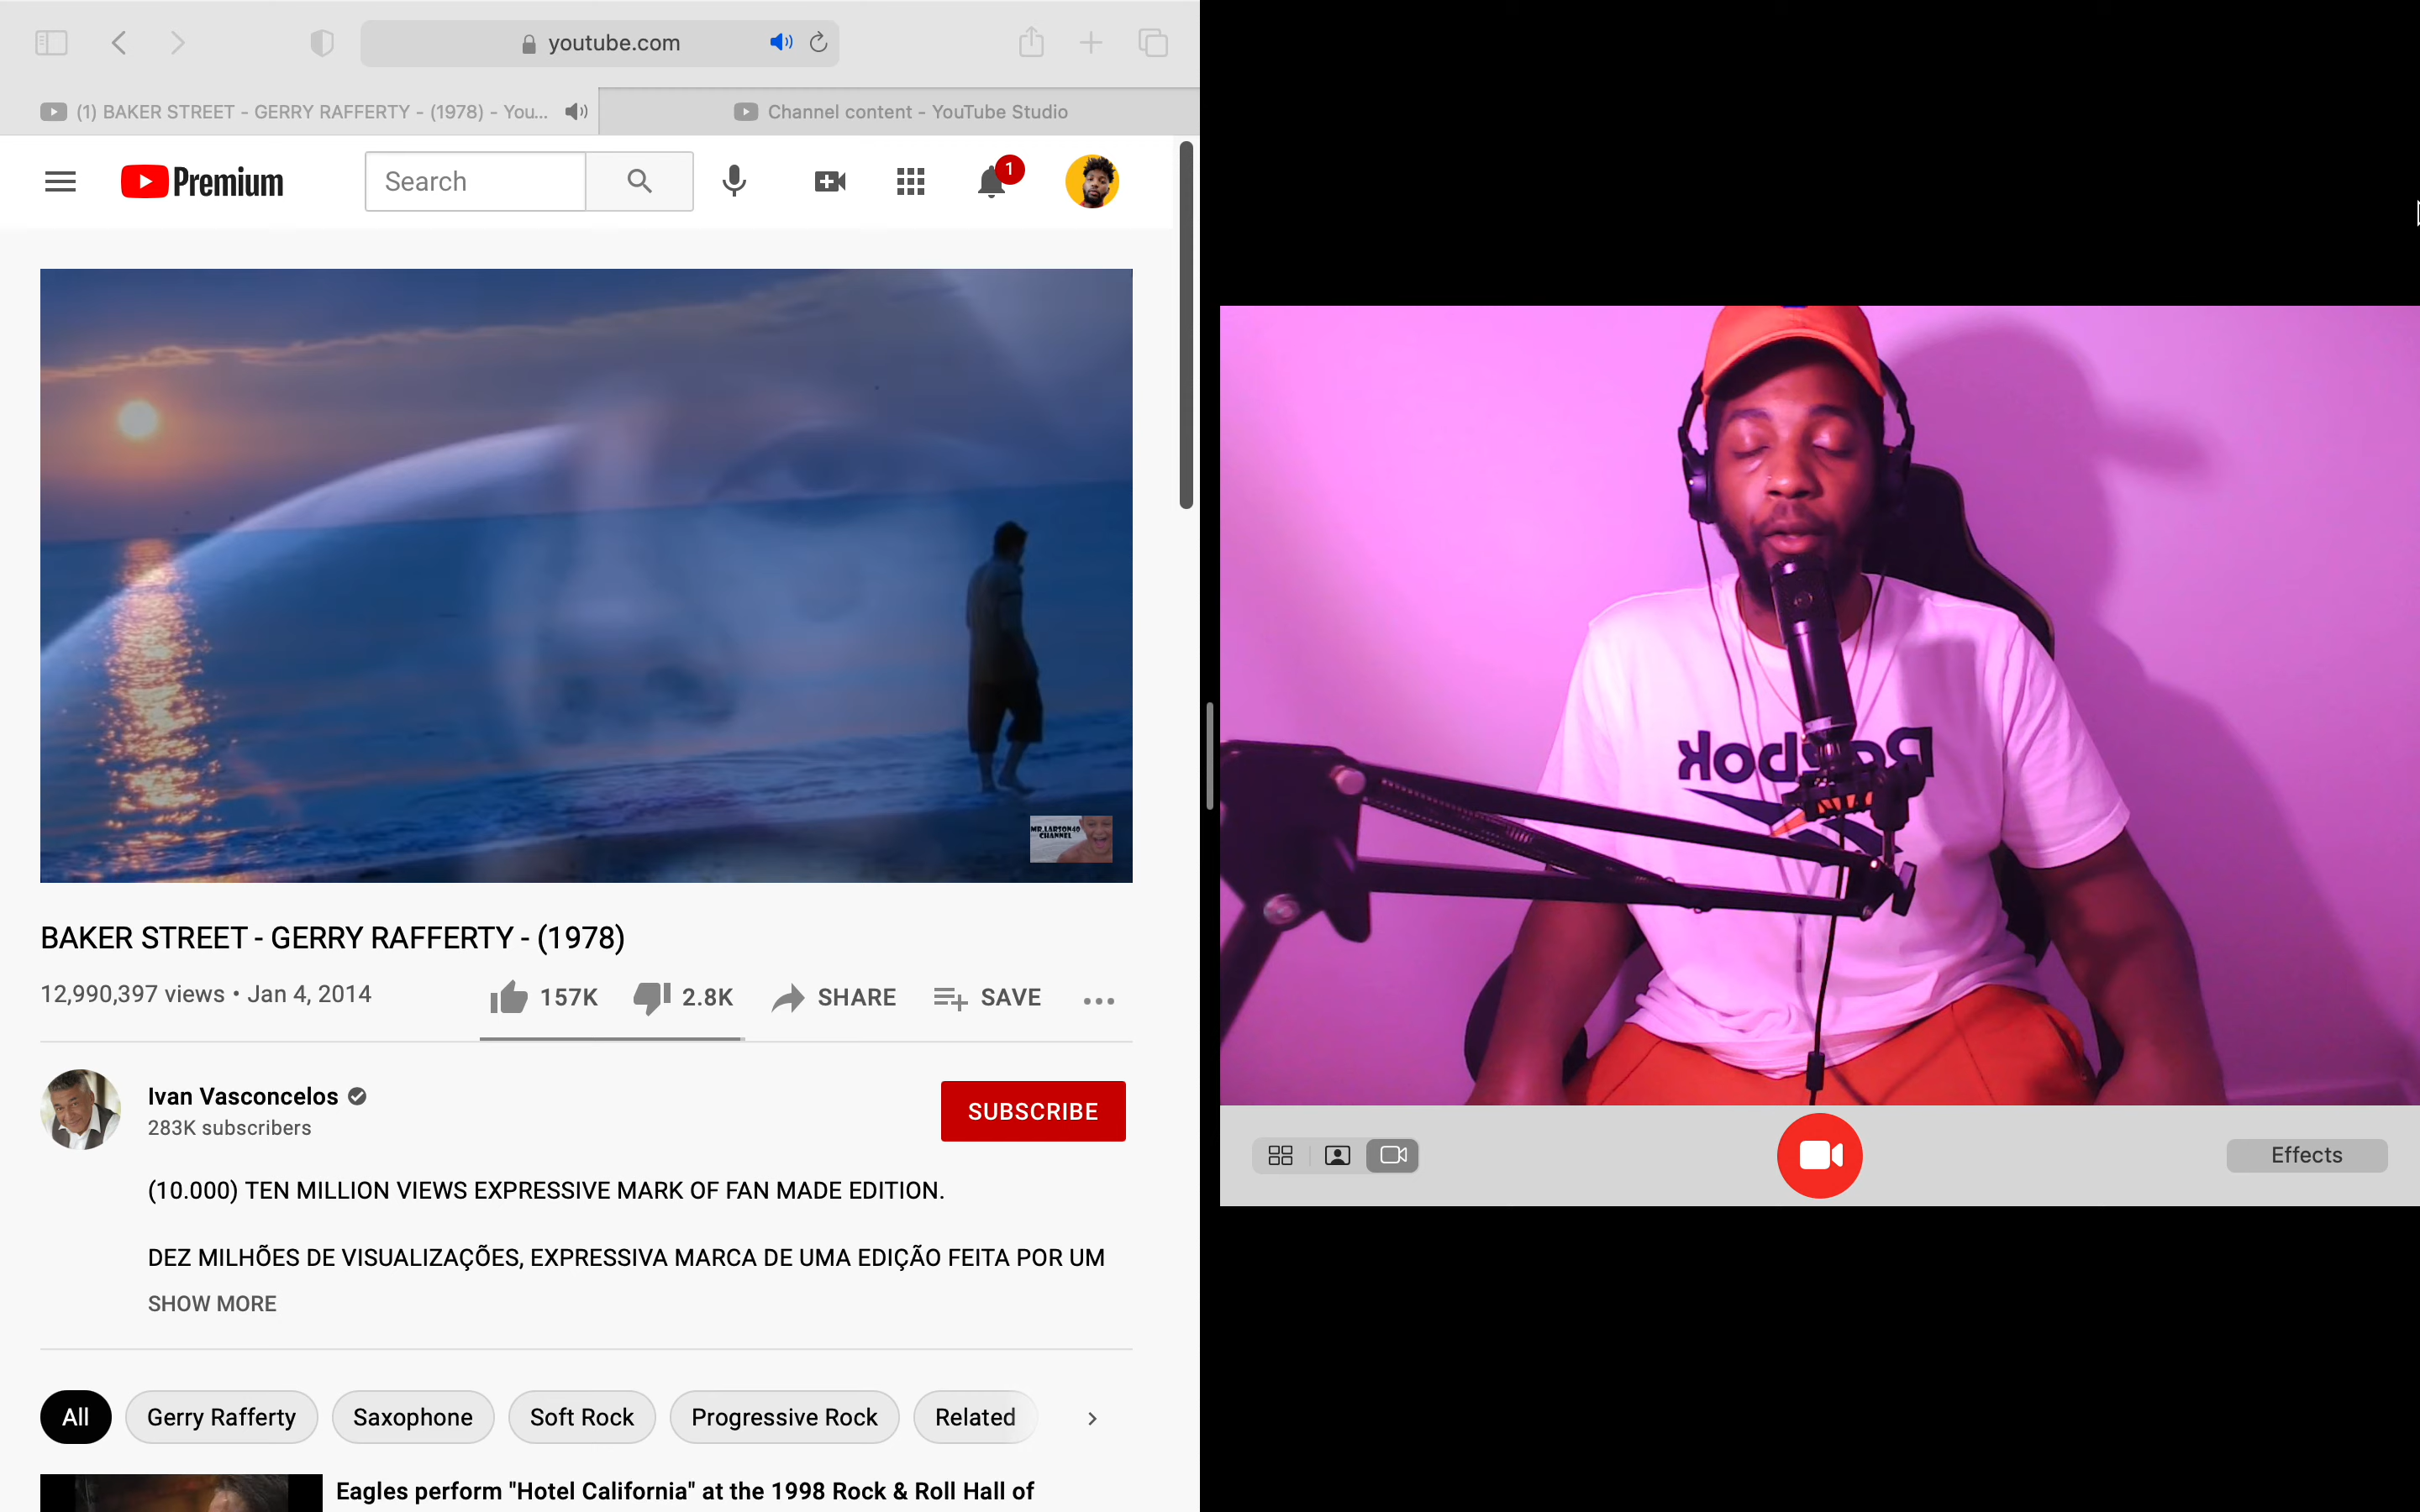 youtube.com
(1) BAKER STREET - GERRY RAFFERTY - (1978) - You...
Channel content - YouTube Studio
Premium
Search
1
MR.LARSON49
CHANNEL
Reebok
BAKER STREET - GERRY RAFFERTY - (1978)
12,990,397 views • Jan 4, 2014
157K
2.8K
SHARE
SAVE
Ivan Vasconcelos
283K subscribers
SUBSCRIBE
(10.000) TEN MILLION VIEWS EXPRESSIVE MARK OF FAN MADE EDITION.
DEZ MILHÕES DE VISUALIZAÇÕES, EXPRESSIVA MARCA DE UMA EDIÇÃO FEITA POR UM
SHOW MORE
Effects
All
Gerry Rafferty
Saxophone
Soft Rock
Progressive Rock
Related
Eagles perform "Hotel California" at the 1998 Rock & Roll Hall of